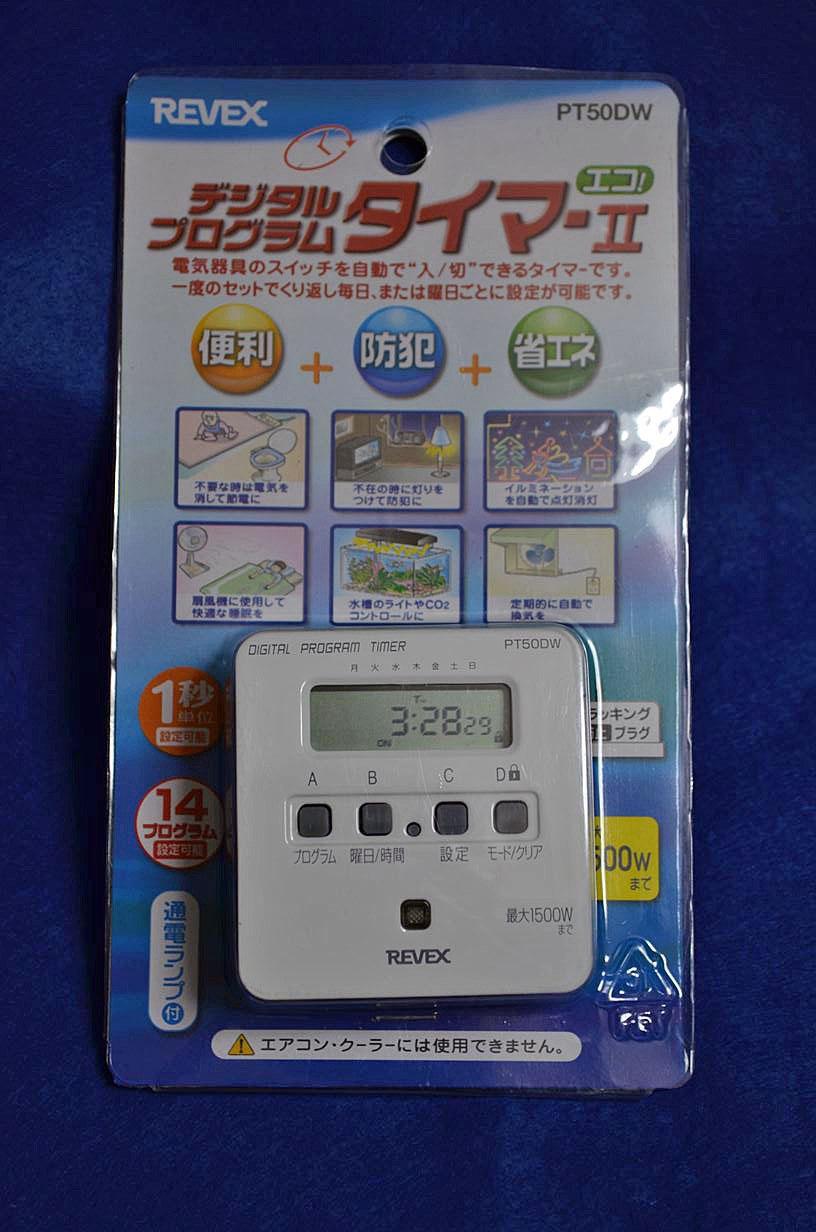 REVEX
PT50DW
エコ!
デジタル
プログラム
タイマーII
電気器具のスイッチを自動で“入/切”できるタイマーです。
一度のセットでくり返し毎日、または曜日ごとに設定が可能です。
便利 + 防犯 + 省エネ
不要な時は電気を
消して節電に
不在の時に灯りを
つけて防犯に
イルミネーション
を自動で点灯消灯
扇風機に使用して
快適な睡眠を
水槽のライトやCO2
コントロールに
定期的に自動で
換気を
DIGITAL PROGRAM TIMER
PT50DW
月 火 水 木 金 土 日
3:28 29
ON
A B C D
プログラム 曜日/時間 設定 モード/クリア
最大1500W
まで
REVEX
1秒
単位
設定可能
14
プログラム
設定可能
通電ランプ付
ラッキング
プラグ
500W
まで
エアコン・クーラーには使用できません。